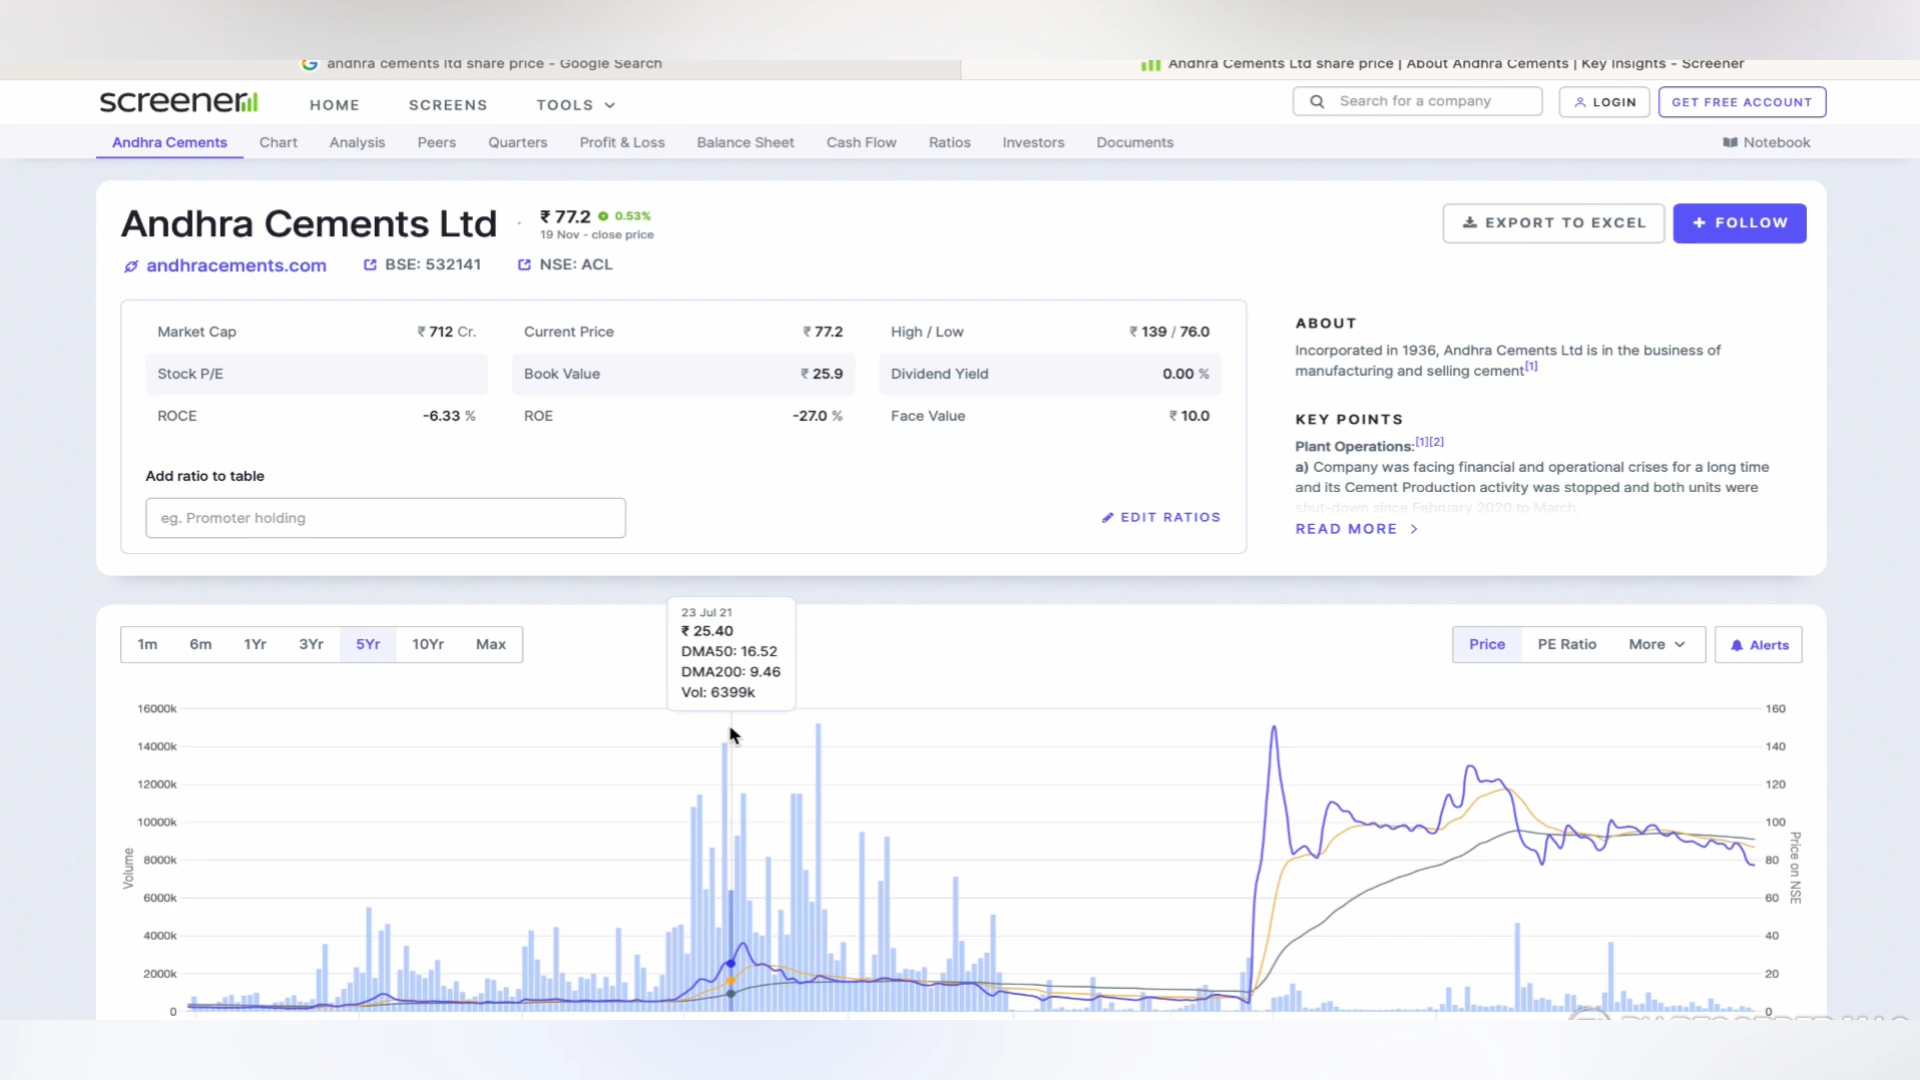 andhra cements ltd share price - Google Search
Andhra Cements Ltd share price | About Andhra Cements | Key Insights - Screener
screener
HOME
SCREENS
TOOLS
Search for a company
LOGIN
GET FREE ACCOUNT
Andhra Cements
Chart
Analysis
Peers
Quarters
Profit & Loss
Balance Sheet
Cash Flow
Ratios
Investors
Documents
Notebook
Andhra Cements Ltd
₹ 77.2 0.53%
19 Nov - close price
EXPORT TO EXCEL
+ FOLLOW
andhracements.com
BSE: 532141
NSE: ACL
Market Cap ₹ 712 Cr.
Current Price ₹ 77.2
High / Low ₹ 139 / 76.0
Stock P/E
Book Value ₹ 25.9
Dividend Yield 0.00 %
ROCE -6.33 %
ROE -27.0 %
Face Value ₹ 10.0
Add ratio to table
eg. Promoter holding
EDIT RATIOS
ABOUT
Incorporated in 1936, Andhra Cements Ltd is in the business of
manufacturing and selling cement[1]
KEY POINTS
Plant Operations:[1][2]
a) Company was facing financial and operational crises for a long time
and its Cement Production activity was stopped and both units were
shut-down since February 2020 to March,
READ MORE
1m 6m 1Yr 3Yr 5Yr 10Yr Max
23 Jul 21
₹ 25.40
DMA50: 16.52
DMA200: 9.46
Vol: 6399k
Price
PE Ratio
More
Alerts
16000k
14000k
12000k
10000k
8000k
6000k
4000k
2000k
0
Volume
160
140
120
100
80
60
40
20
0
Price on NSE